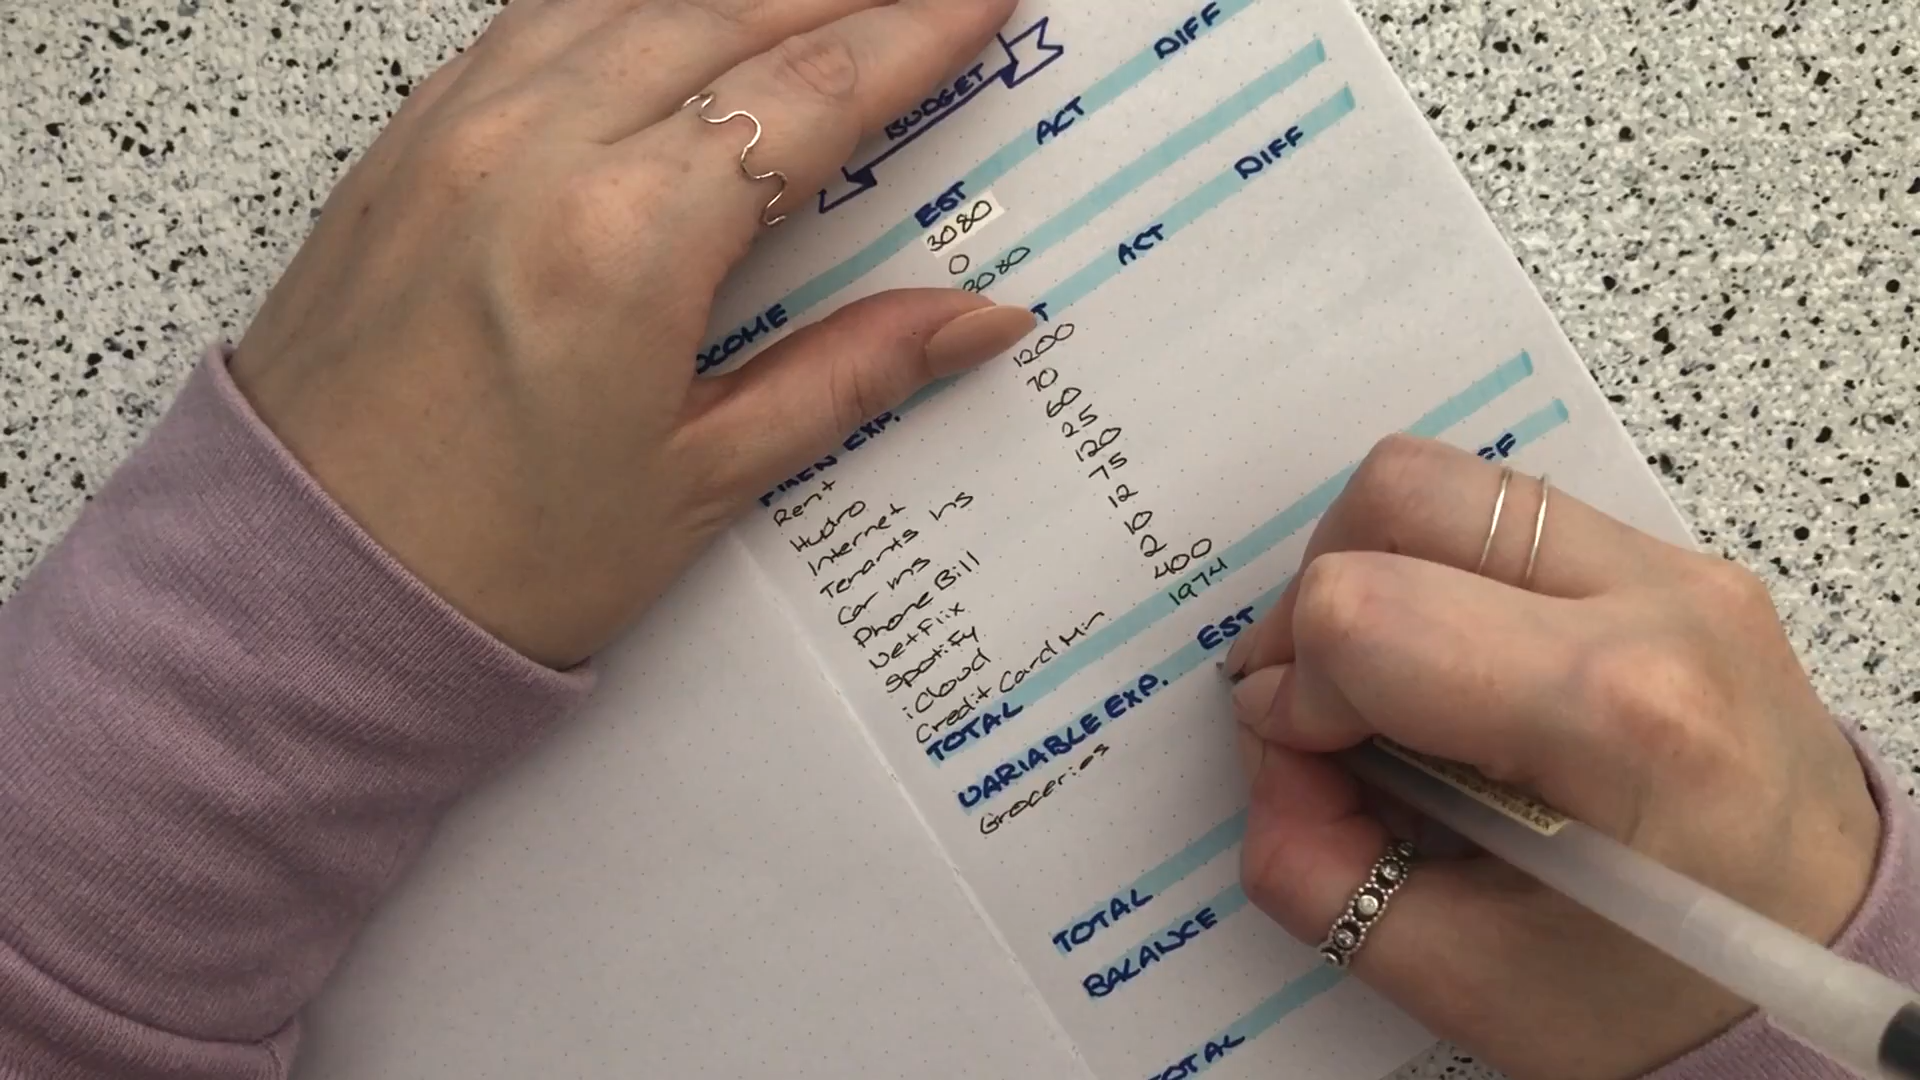 BUDGET
EST ACT DIFF
3080
0
3080
ACT DIFF
EXP.
Rent 1200
Hydro 70
Internet 60
Tenants Ins 25
Car Ins 120
Phone Bill 75
Netflix 12
Spotify 10
iCloud 2
Credit Card Min 400
TOTAL 1974
VARIABLE EXP. EST
Groceries
TOTAL
BALANCE